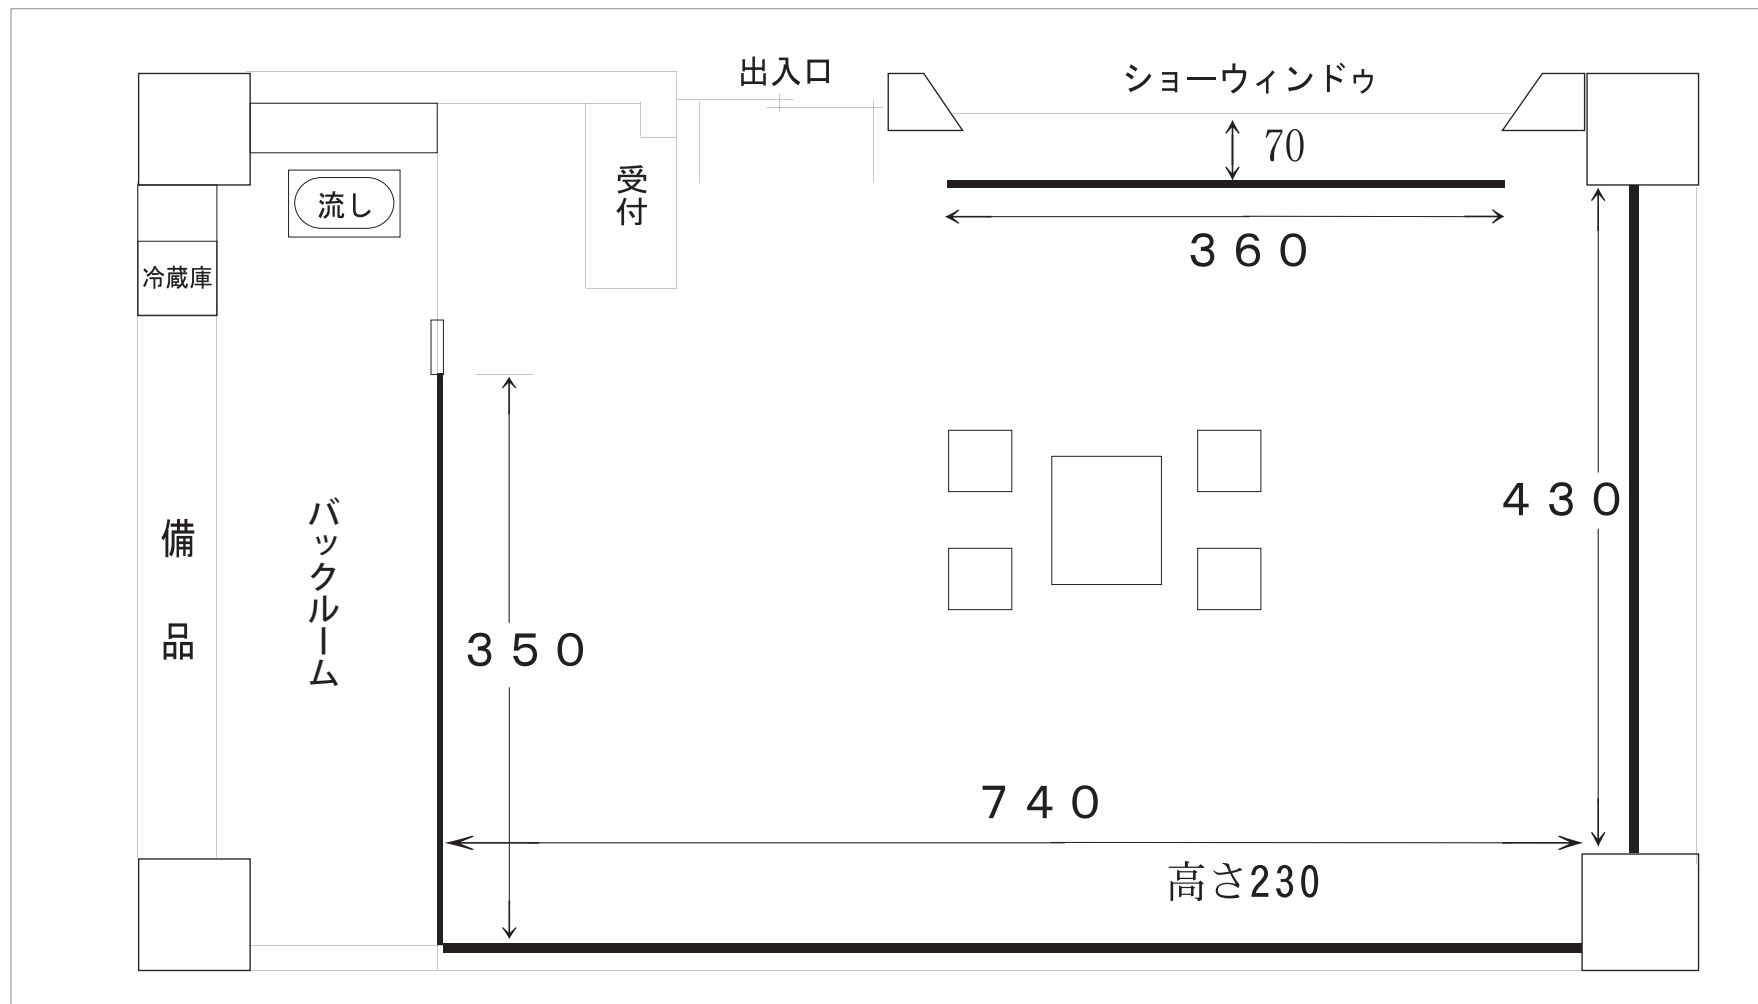 出入口
ショーウィンドゥ
70
受付
流し
３６０
冷蔵庫
４３０
バックルーム
備品
３５０
７４０
高さ230